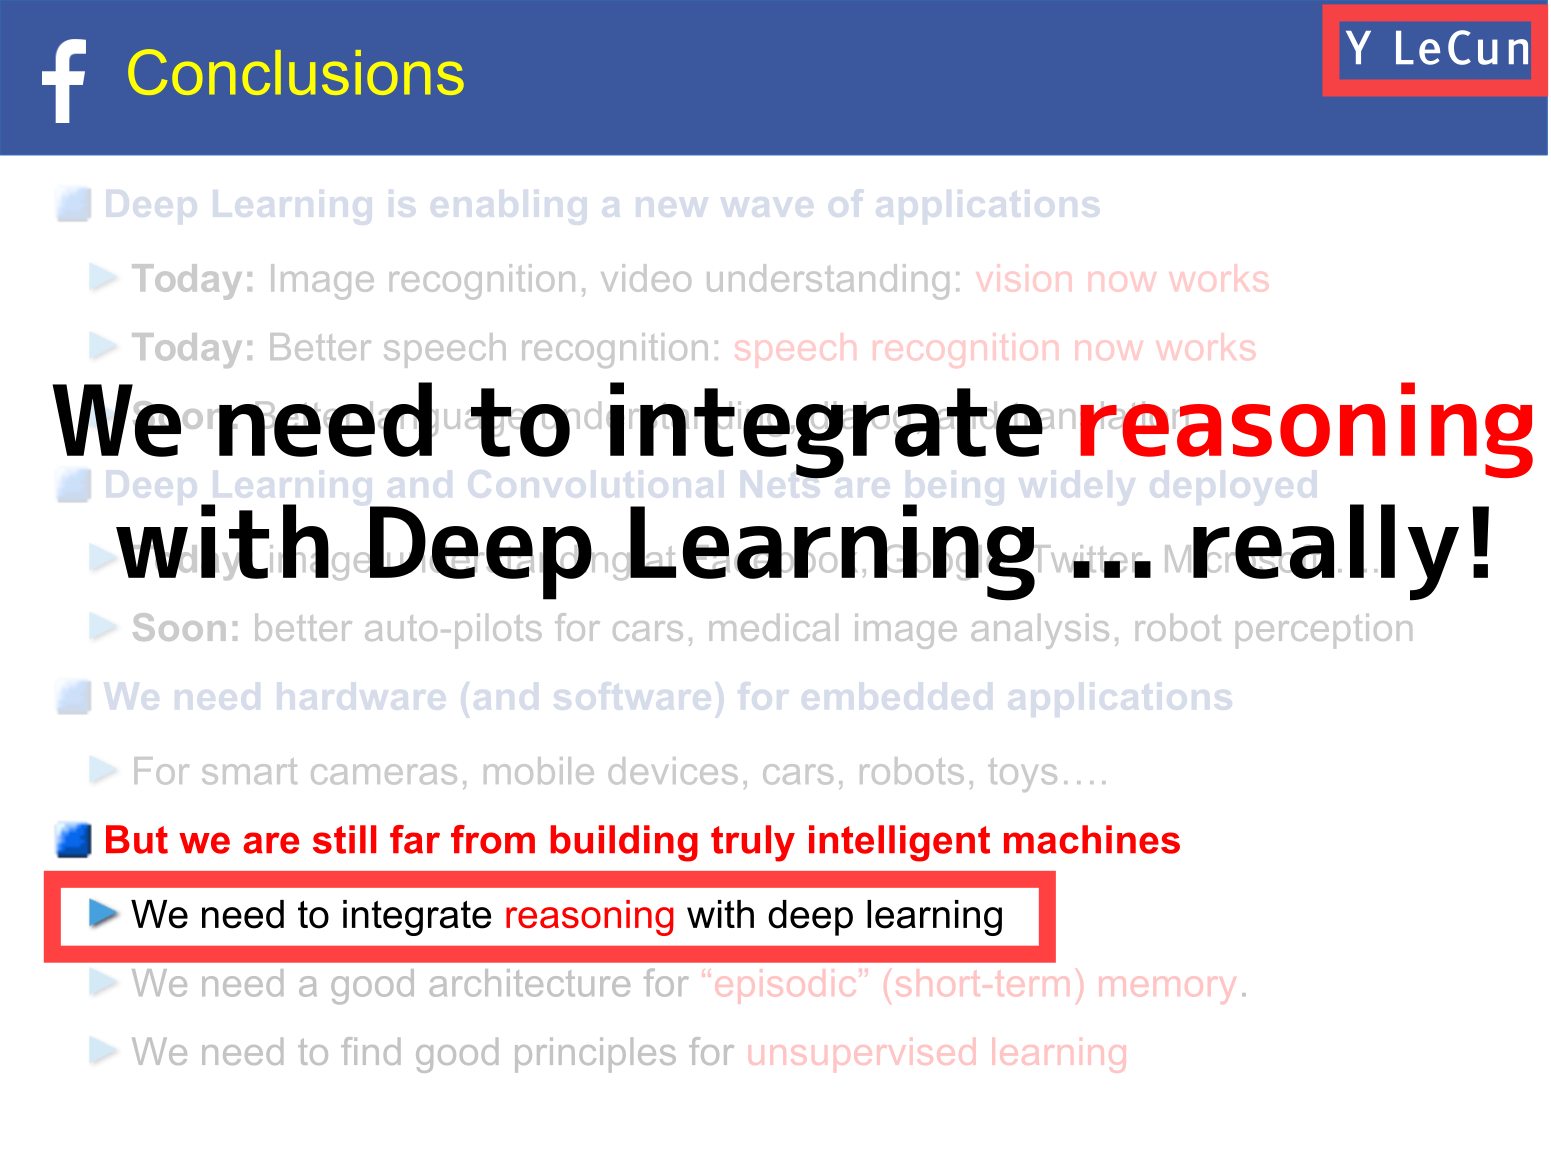 Conclusions
Y LeCun
Deep Learning is enabling a new wave of applications
Today: Image recognition, video understanding: vision now works
Today: Better speech recognition: speech recognition now works
We need to integrate reasoning
Soon: Better language understanding, dialog, and translation
Deep Learning and Convolutional Nets are being widely deployed
with Deep Learning ... really!
Today: image understanding at Facebook, Google, Twitter, Microsoft.....
Soon: better auto-pilots for cars, medical image analysis, robot perception
We need hardware (and software) for embedded applications
For smart cameras, mobile devices, cars, robots, toys….
But we are still far from building truly intelligent machines
We need to integrate reasoning with deep learning
We need a good architecture for “episodic” (short-term) memory.
We need to find good principles for unsupervised learning